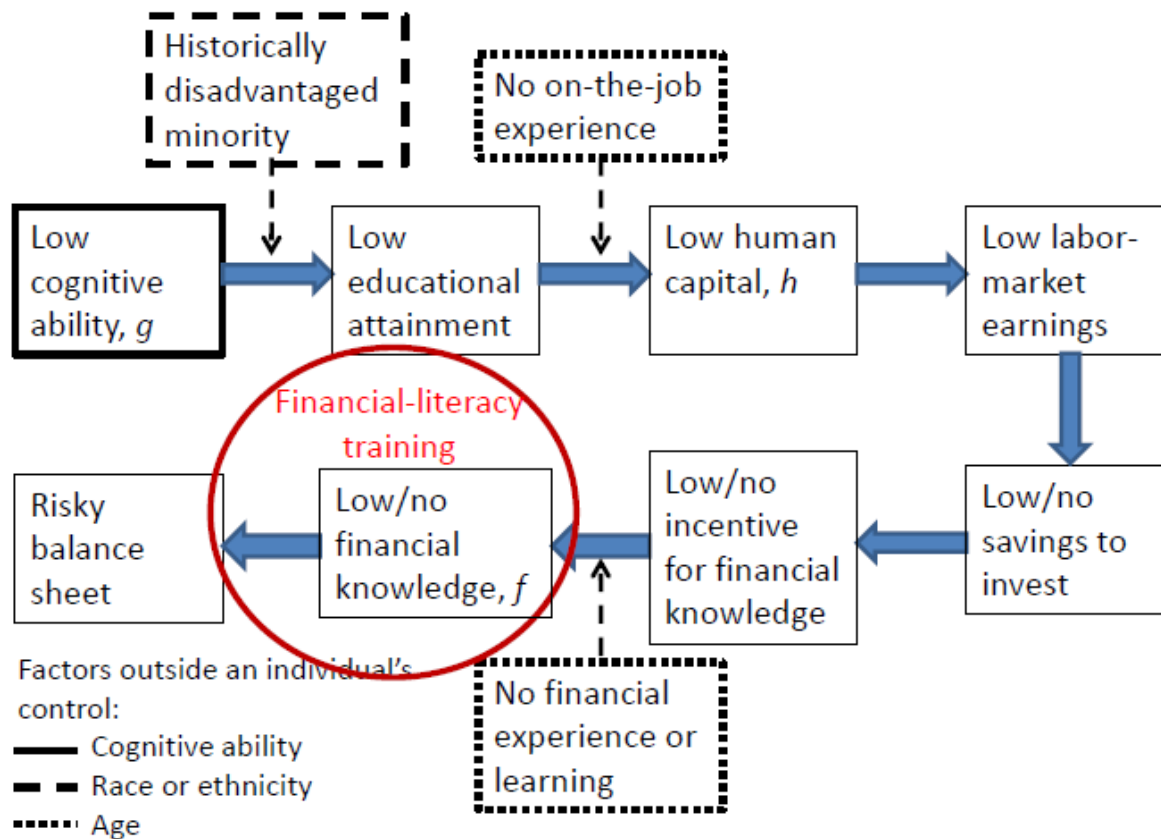 Historically
disadvantaged
minority
No on-the-job
experience
Low
cognitive
ability, g
Low
educational
attainment
Low human
capital, h
Low labor-
market
earnings
Financial-literacy
training
Risky
balance
sheet
Low/no
financial
knowledge, f
Low/no
incentive
for financial
knowledge
Low/no
savings to
invest
Factors outside an individual's
control:
Cognitive ability
Race or ethnicity
Age
No financial
experience or
learning